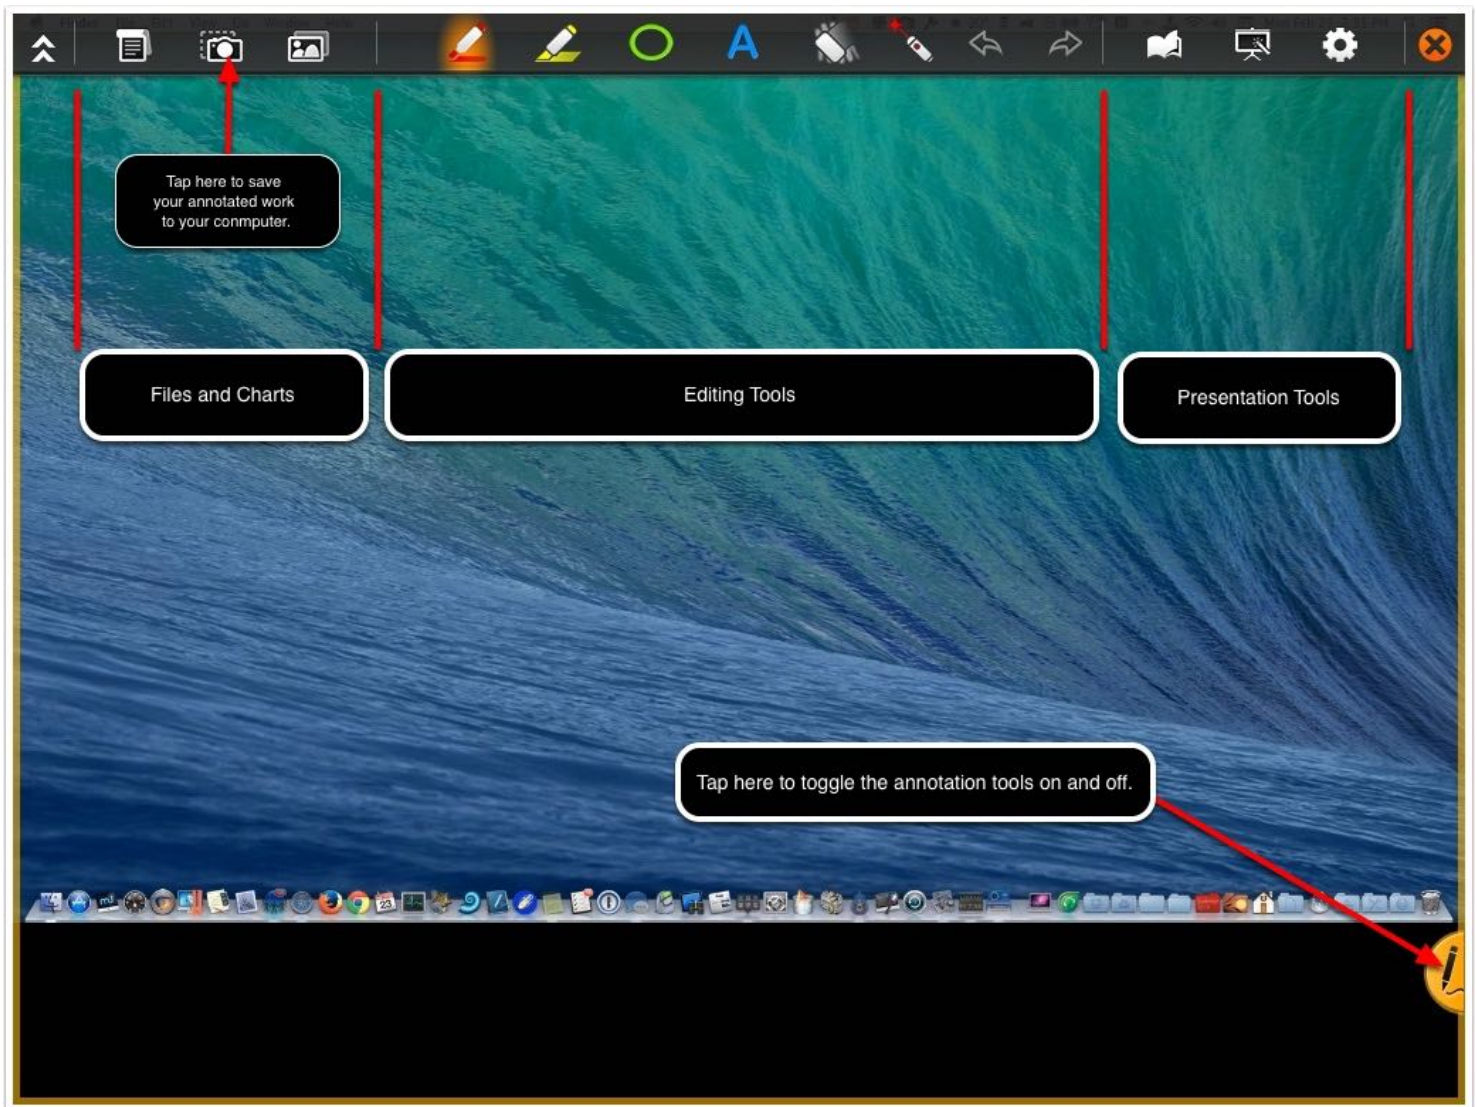 A
Tap here to save
your annotated work
to your conmputer.
Files and Charts
Editing Tools
Presentation Tools
Tap here to toggle the annotation tools on and off.
23